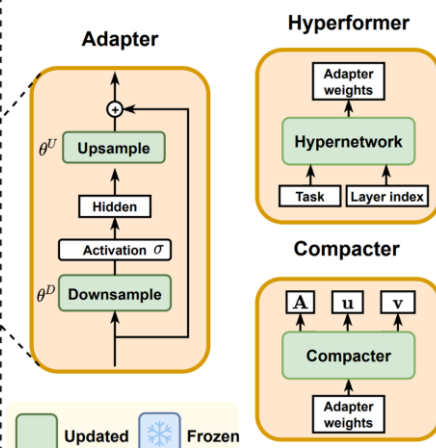 Adapter
+
θ^U Upsample
Hidden
Activation σ
θ^D Downsample
Updated
Frozen
Hyperformer
Adapter
weights
Hypernetwork
Task
Layer index
Compacter
A u v
Compacter
Adapter
weights